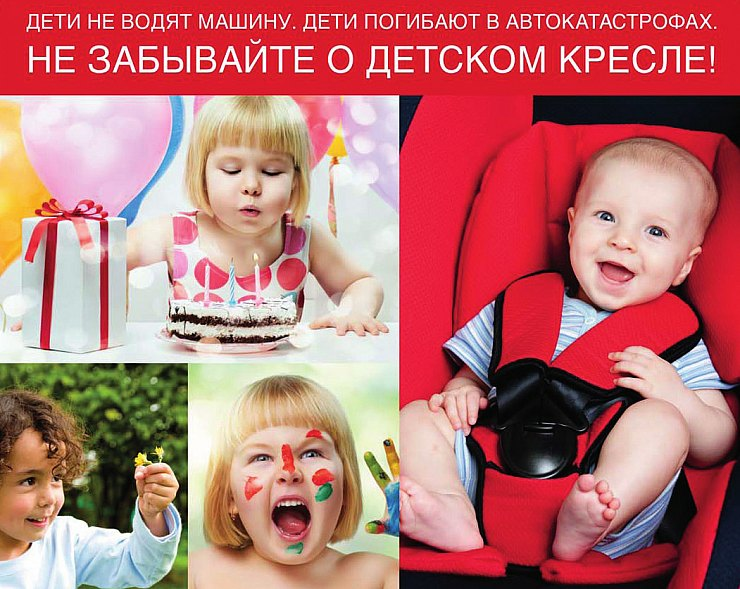 ДЕТИ НЕ ВОДЯТ МАШИНУ. ДЕТИ ПОГИБАЮТ В АВТОКАТАСТРОФАХ.
НЕ ЗАБЫВАЙТЕ О ДЕТСКОМ КРЕСЛЕ!